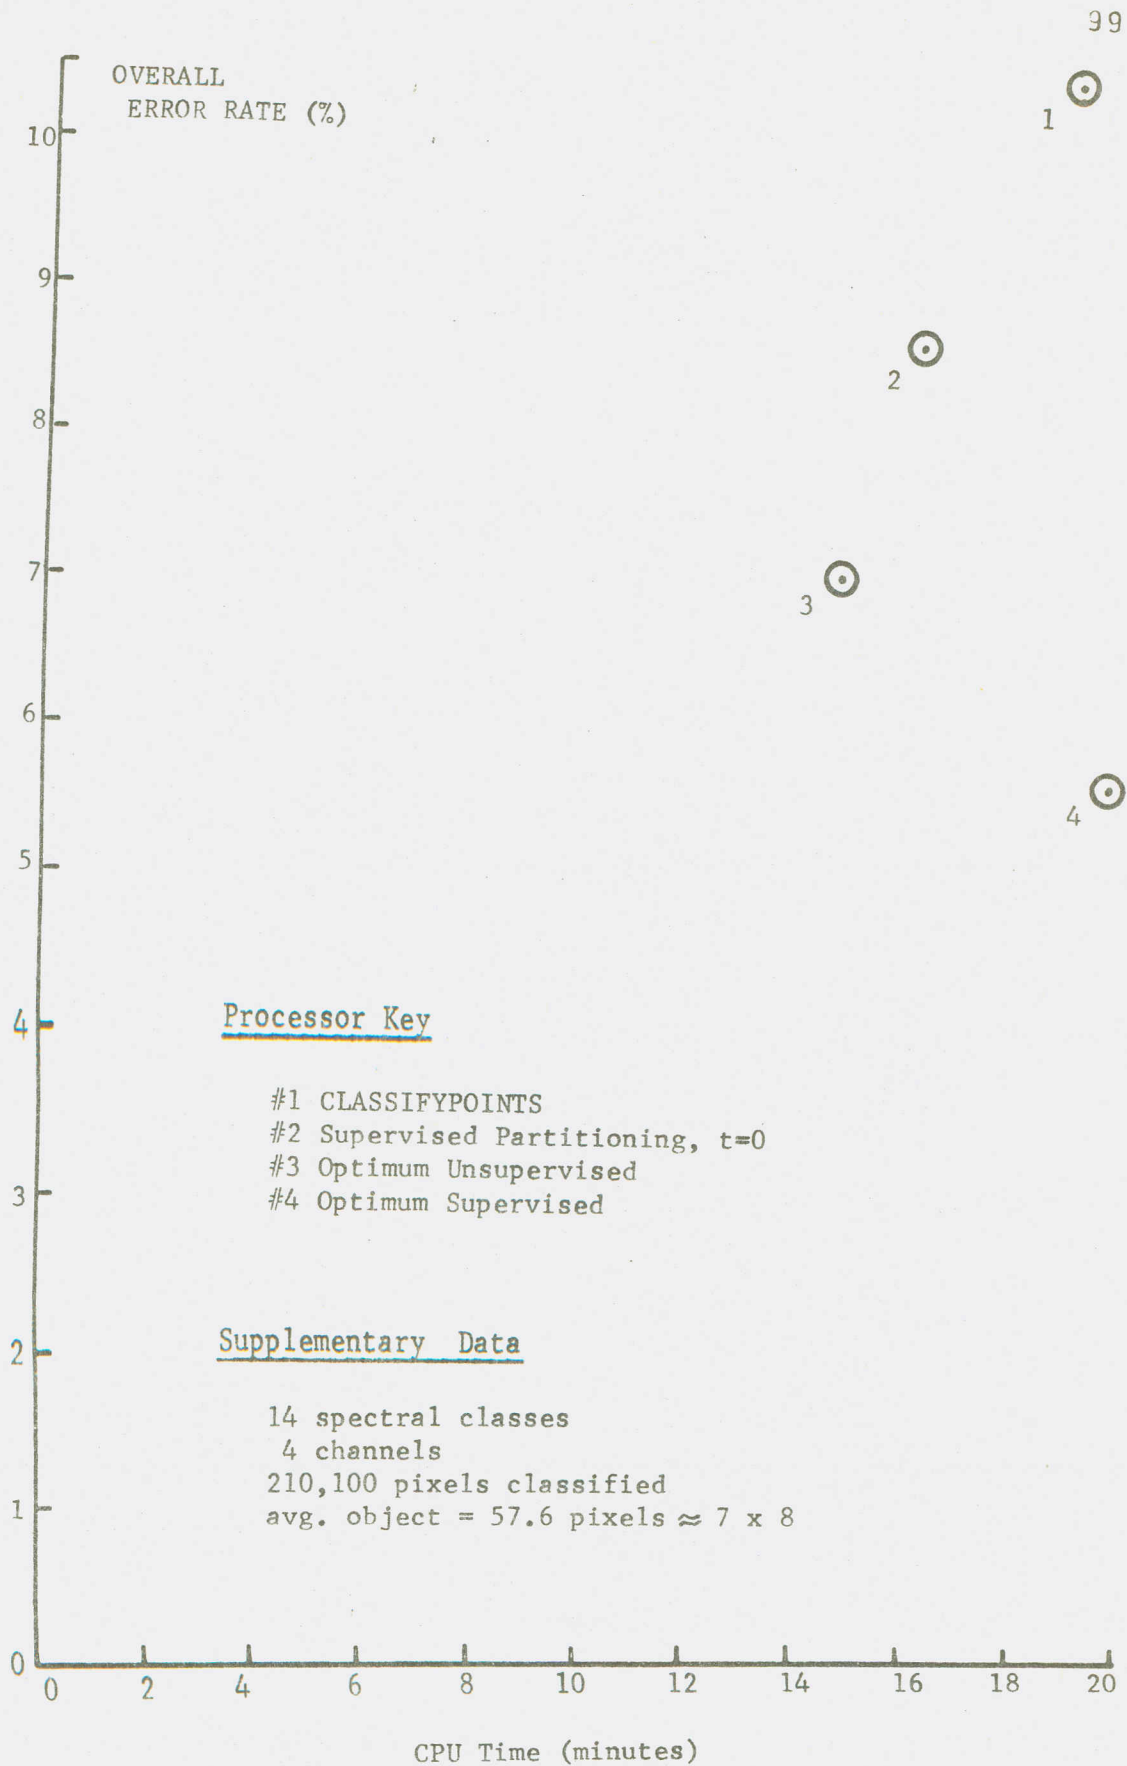 99
OVERALL
ERROR RATE (%)
10
1
9
2
8
7
3
6
4
5
4
Processor Key
#1 CLASSIFYPOINTS
#2 Supervised Partitioning, t=0
#3 Optimum Unsupervised
#4 Optimum Supervised
3
2
Supplementary Data
14 spectral classes
4 channels
210,100 pixels classified
avg. object = 57.6 pixels ≈ 7 x 8
1
0
0 2 4 6 8 10 12 14 16 18 20
CPU Time (minutes)